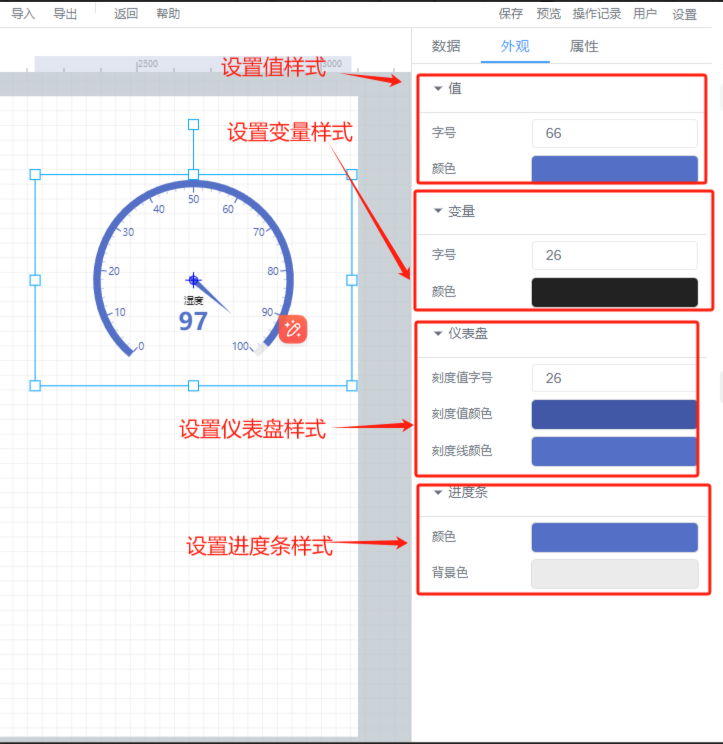 导入 导出 返回 帮助 保存 预览 操作记录 用户 设置
数据 外观 属性
2500 3000
设置值样式
值
字号 66
颜色
设置变量样式
变量
字号 26
颜色
0
10
20
30
40
50
60
70
80
90
100
湿度
97
仪表盘
刻度值字号 26
刻度值颜色
刻度线颜色
设置仪表盘样式
进度条
颜色
背景色
设置进度条样式